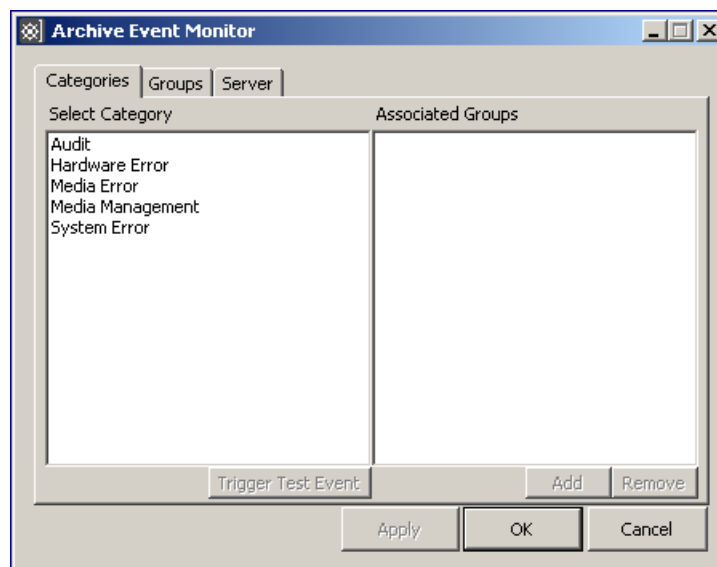 Archive Event Monitor
Categories Groups Server
Select Category Associated Groups
Audit
Hardware Error
Media Error
Media Management
System Error
Trigger Test Event Add Remove
Apply OK Cancel